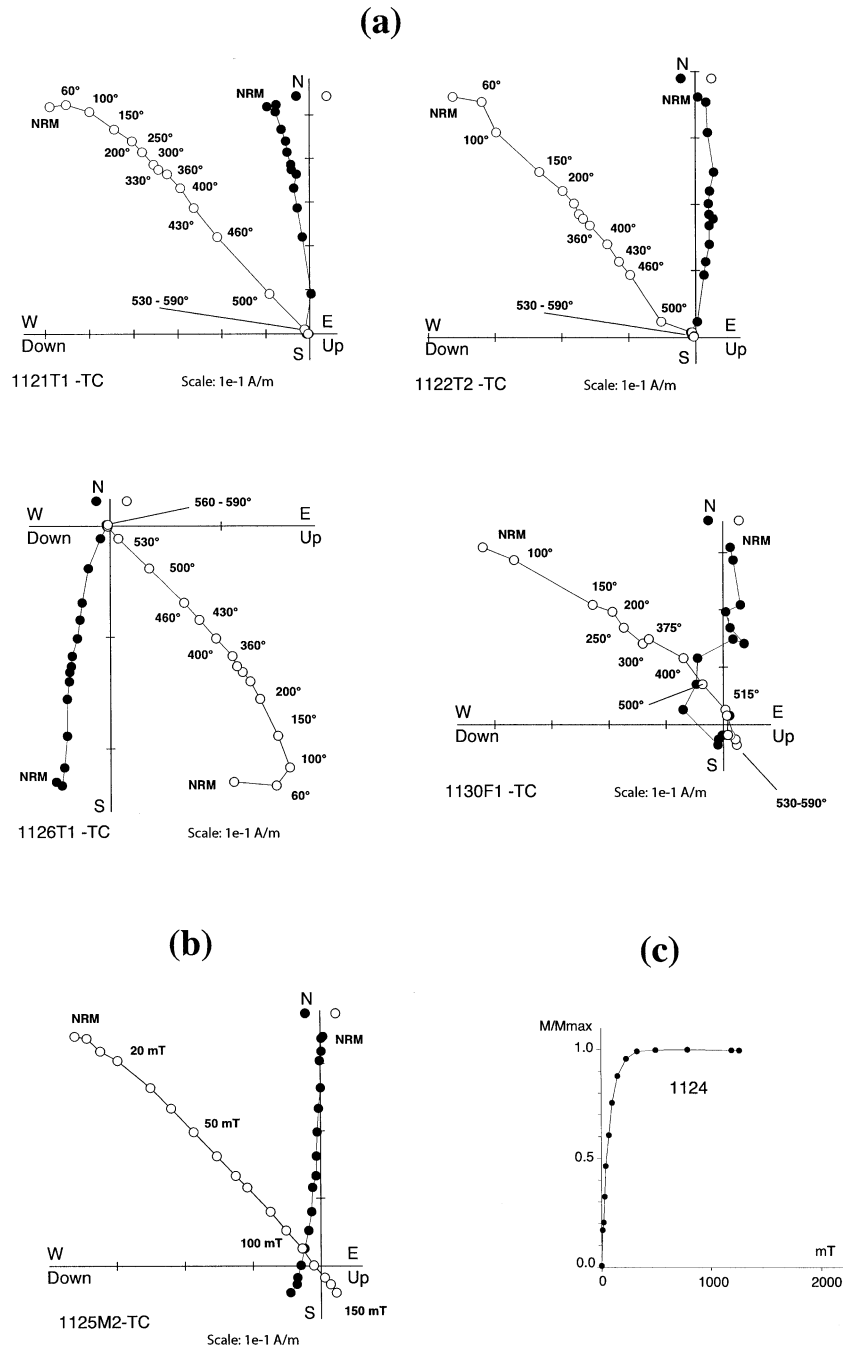 (a)
N
NRM
60°
100°
NRM
150°
250°
200°
300°
330°
360°
400°
430°
460°
530 - 590°
500°
W
E
Down
Up
S
1121T1 -TC
Scale: 1e-1 A/m
N
60°
NRM
NRM
100°
150°
200°
360°
400°
430°
460°
530 - 590°
500°
W
E
Down
Up
S
1122T2 -TC
Scale: 1e-1 A/m
N
560 - 590°
W
E
Down
Up
530°
500°
460°
430°
400°
360°
200°
150°
100°
NRM
NRM
60°
S
1126T1 -TC
Scale: 1e-1 A/m
N
NRM
NRM
100°
150°
200°
250°
375°
300°
400°
500°
515°
W
E
Down
Up
S
530-590°
1130F1 -TC
Scale: 1e-1 A/m
(b)
N
NRM
NRM
20 mT
50 mT
100 mT
W
E
Down
Up
S
150 mT
1125M2-TC
Scale: 1e-1 A/m
(c)
M/Mmax
1.0
1124
0.5
0.0
mT
0
1000
2000